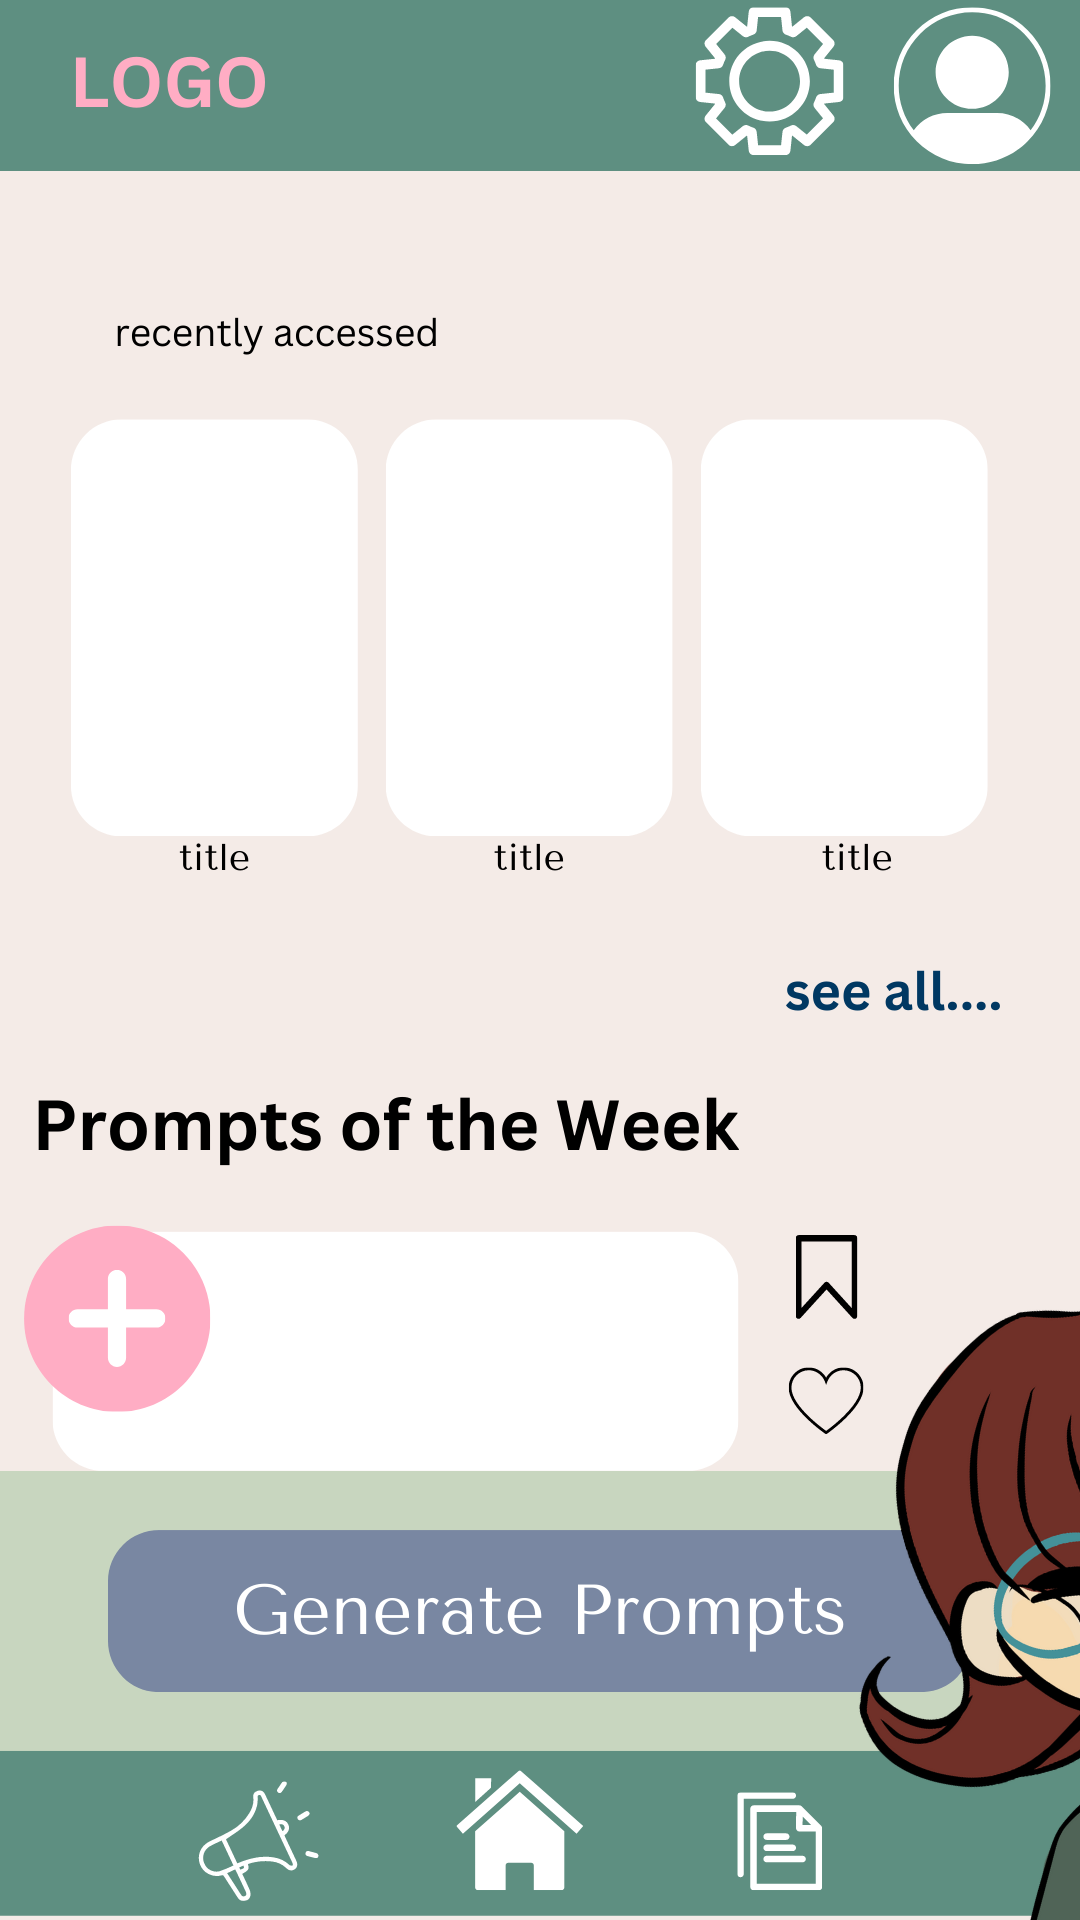 LOGO
recently accessed
title
title
title
see all....
Prompts of the Week
Generate Prompts